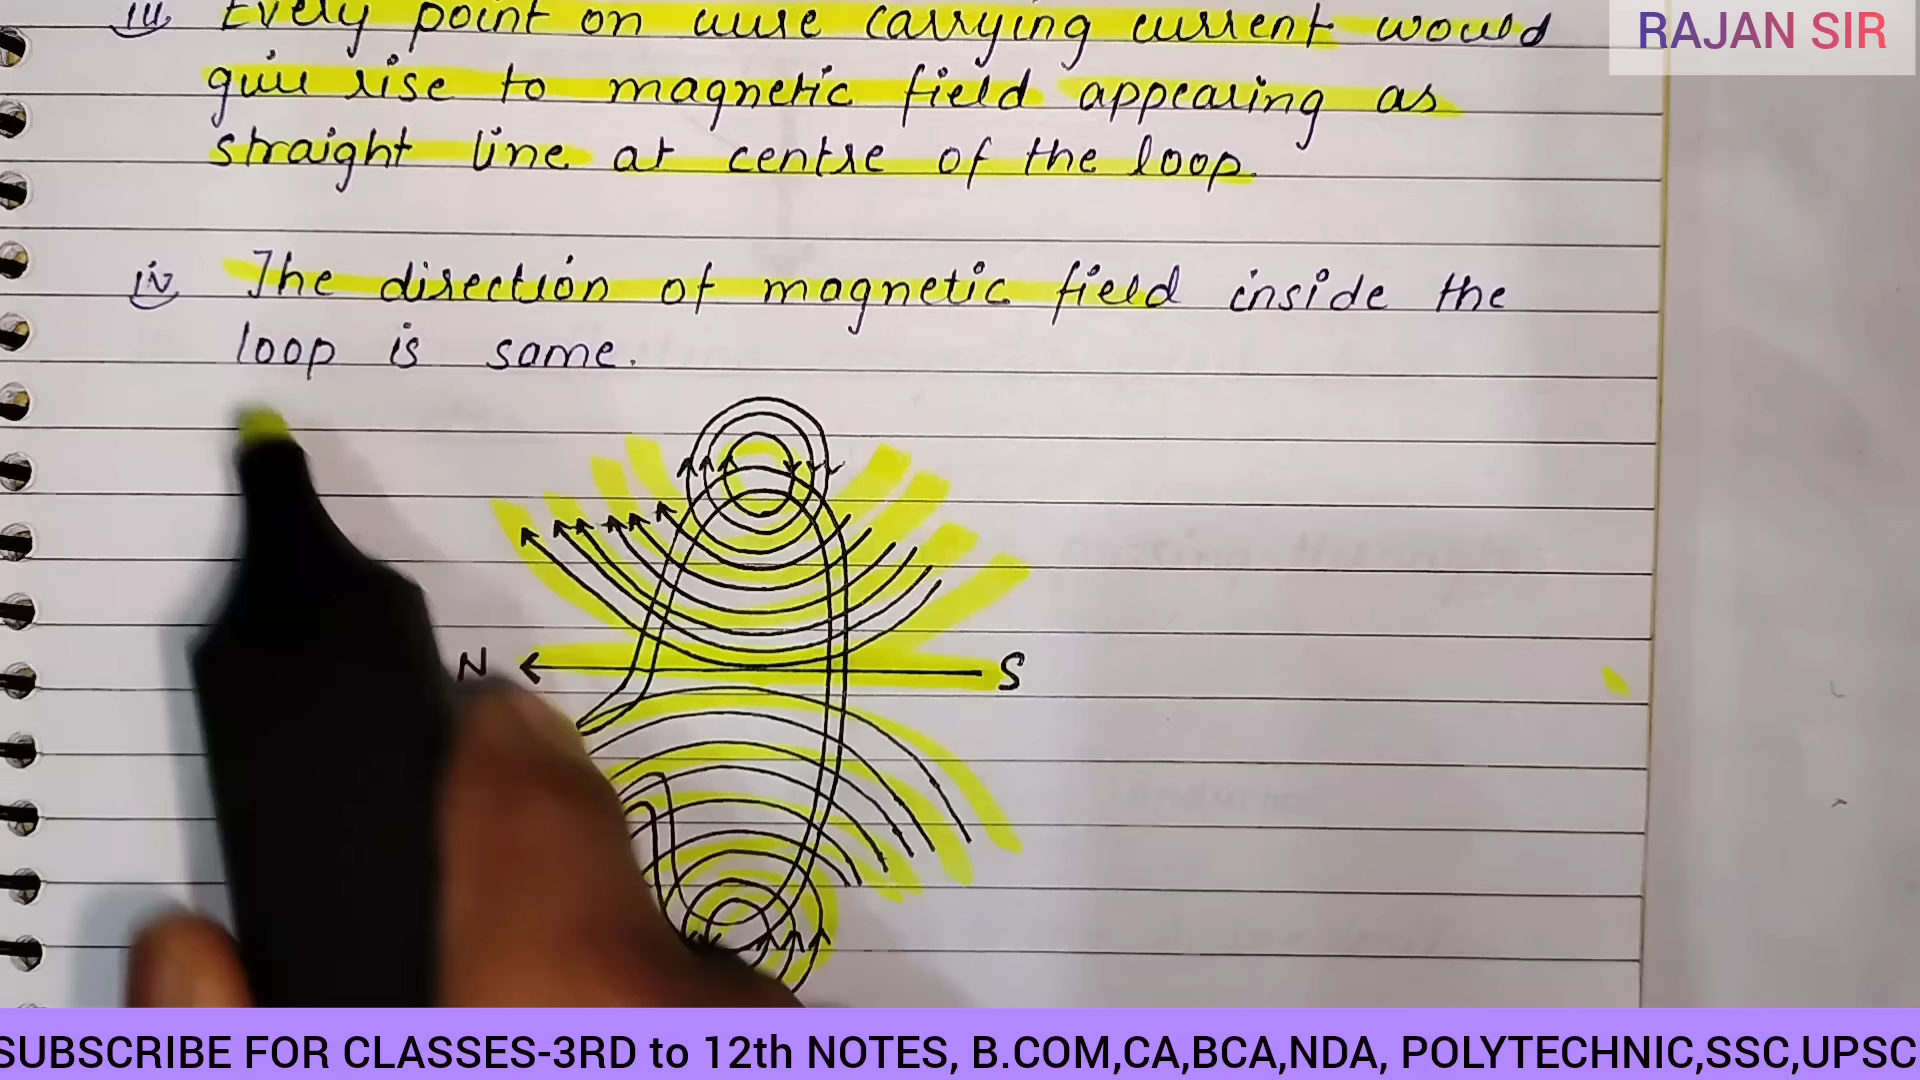 RAJAN SIR
iii Every point on wire carrying current would
give rise to magnetic field appearing as
straight line at centre of the loop.
iv The direction of magnetic field inside the
loop is same.
N S
SUBSCRIBE FOR CLASSES-3RD to 12th NOTES, B.COM,CA,BCA,NDA, POLYTECHNIC,SSC,UPSC